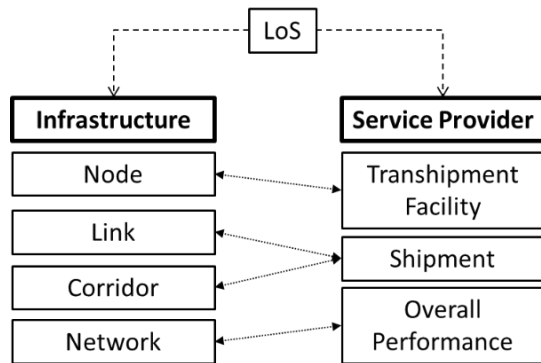 LoS
Infrastructure
Node
Link
Corridor
Network
Service Provider
Transhipment
Facility
Shipment
Overall
Performance